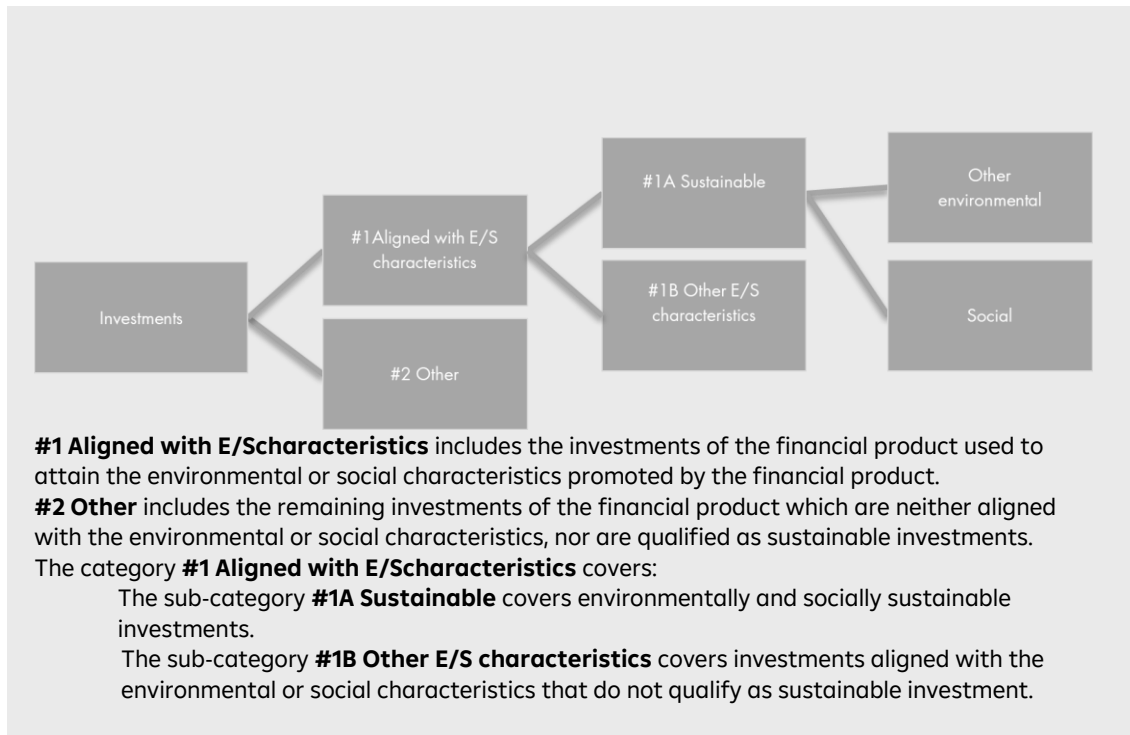 Investments
#1Aligned with E/S
characteristics
#2 Other
#1A Sustainable
#1B Other E/S
characteristics
Other
environmental
Social
#1 Aligned with E/Scharacteristics includes the investments of the financial product used to
attain the environmental or social characteristics promoted by the financial product.
#2 Other includes the remaining investments of the financial product which are neither aligned
with the environmental or social characteristics, nor are qualified as sustainable investments.
The category #1 Aligned with E/Scharacteristics covers:
The sub-category #1A Sustainable covers environmentally and socially sustainable
investments.
The sub-category #1B Other E/S characteristics covers investments aligned with the
environmental or social characteristics that do not qualify as sustainable investment.